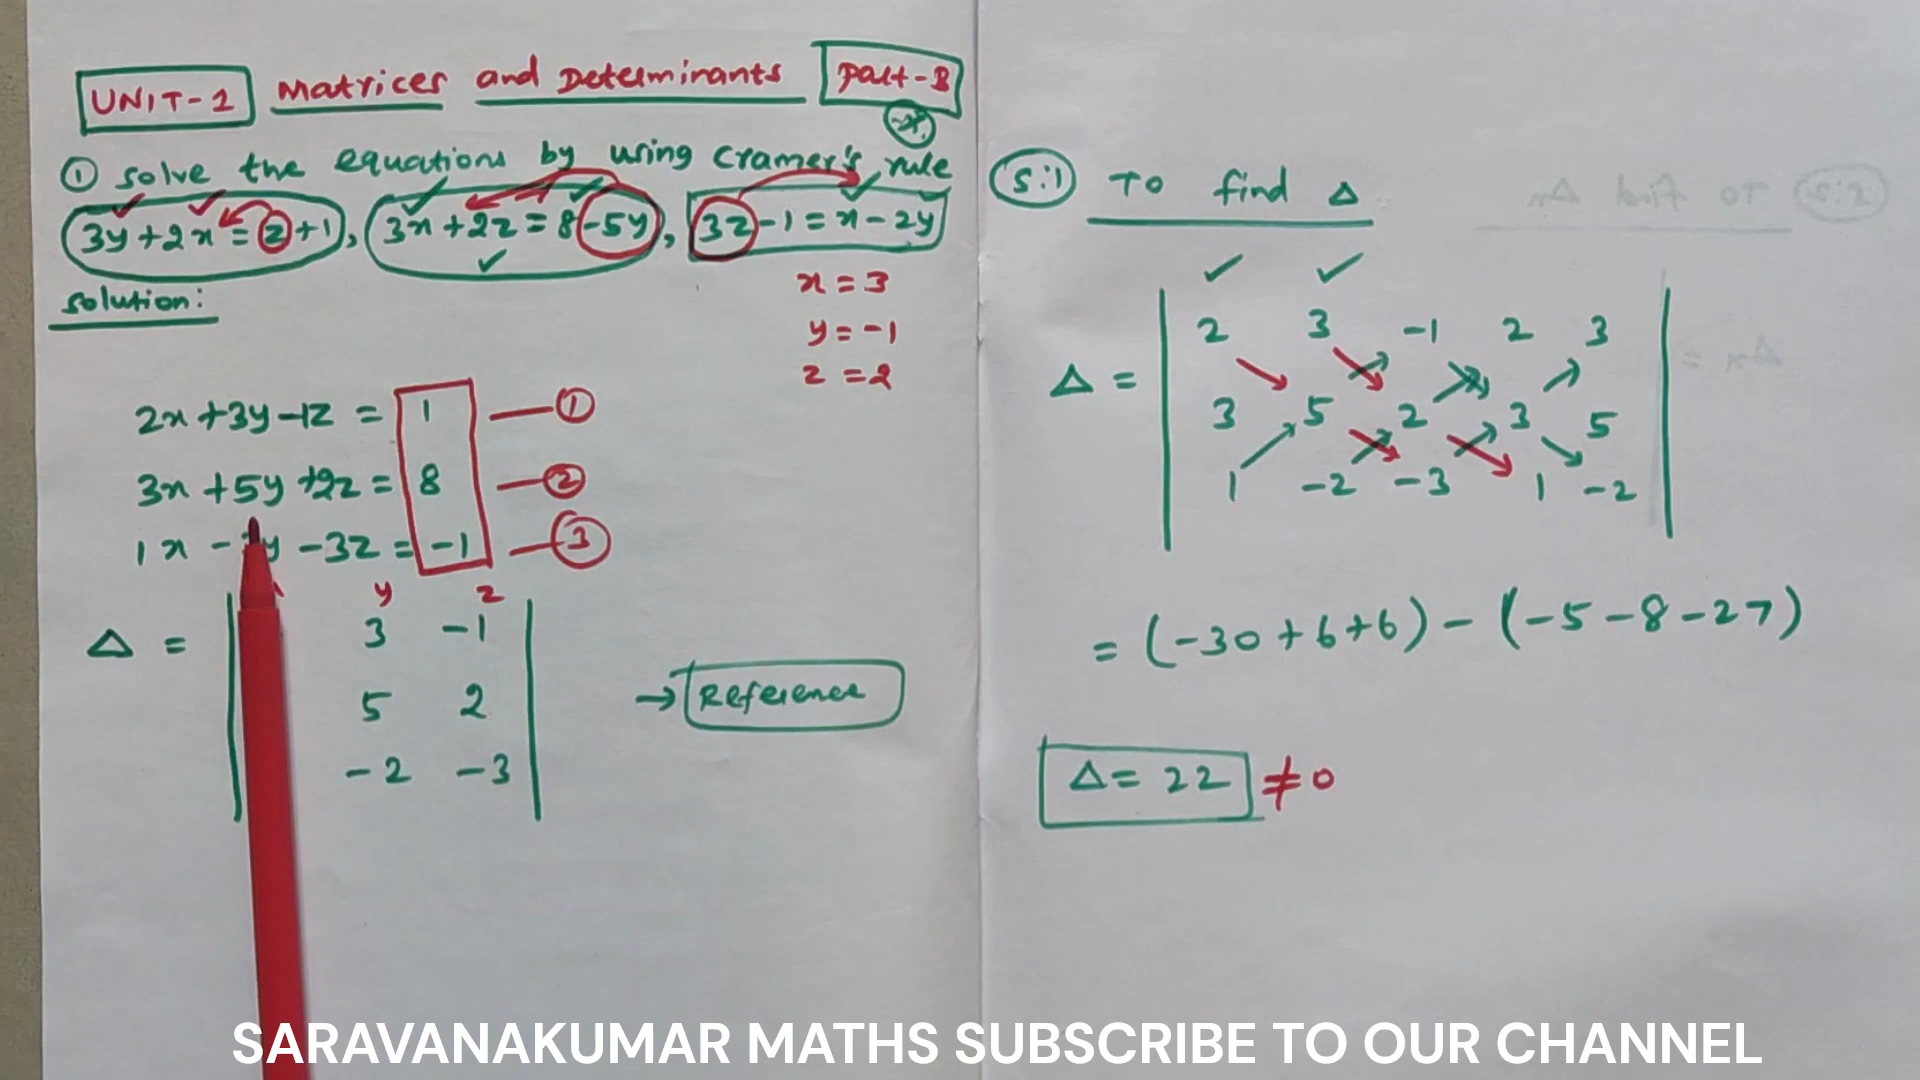 UNIT-1 Matrices and Determinants Part-B
① solve the equations by using cramer's rule
3y+2x=z+1, 3x+2z=8-5y, 3z-1=x-2y
solution:
x=3
y=-1
z=2
2x+3y-1z = 1 — ①
3x+5y+2z = 8 — ②
1x - y -3z = -1 — ③
y z
Δ =
3 -1
5 2
-2 -3
→ Reference
S:1 To find Δ
Δ =
2 3 -1 2 3
3 5 2 3 5
1 -2 -3 1 -2
= (-30+6+6) - (-5-8-27)
Δ= 22 ≠0
SARAVANAKUMAR MATHS SUBSCRIBE TO OUR CHANNEL